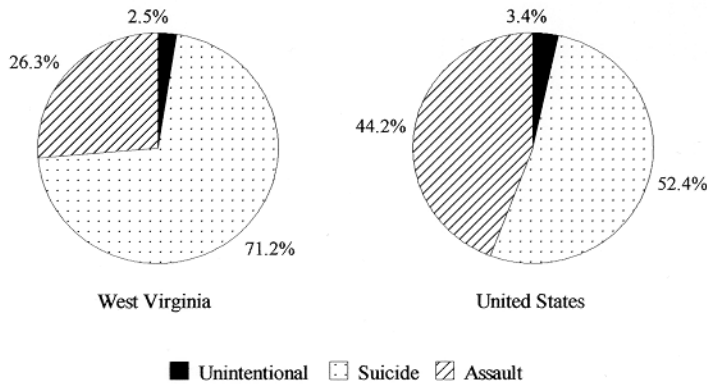 2.5%
26.3%
71.2%
West Virginia
3.4%
44.2%
52.4%
United States
Unintentional Suicide Assault